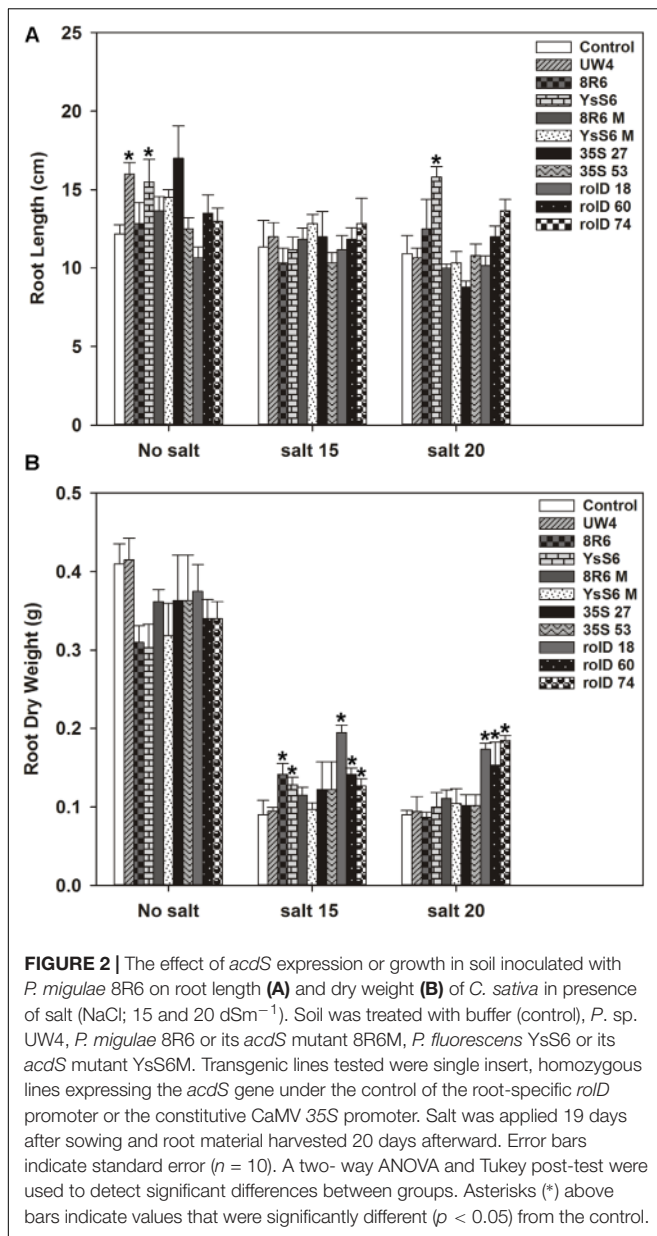 A
25
20
15
10
5
0
Root Length (cm)
* * *
Control
UW4
8R6
YsS6
8R6 M
YsS6 M
35S 27
35S 53
rolD 18
rolD 60
rolD 74
No salt salt 15 salt 20
B
0.5
0.4
0.3
0.2
0.1
0.0
Root Dry Weight (g)
Control
UW4
8R6
YsS6
8R6 M
YsS6 M
35S 27
35S 53
rolD 18
rolD 60
rolD 74
* * * * * * * *
No salt salt 15 salt 20
FIGURE 2 | The effect of acdS expression or growth in soil inoculated with
P. migulae 8R6 on root length (A) and dry weight (B) of C. sativa in presence
of salt (NaCl; 15 and 20 dSm−1). Soil was treated with buffer (control), P. sp.
UW4, P. migulae 8R6 or its acdS mutant 8R6M, P. fluorescens YsS6 or its
acdS mutant YsS6M. Transgenic lines tested were single insert, homozygous
lines expressing the acdS gene under the control of the root-specific rolD
promoter or the constitutive CaMV 35S promoter. Salt was applied 19 days
after sowing and root material harvested 20 days afterward. Error bars
indicate standard error (n = 10). A two- way ANOVA and Tukey post-test were
used to detect significant differences between groups. Asterisks (*) above
bars indicate values that were significantly different (p < 0.05) from the control.